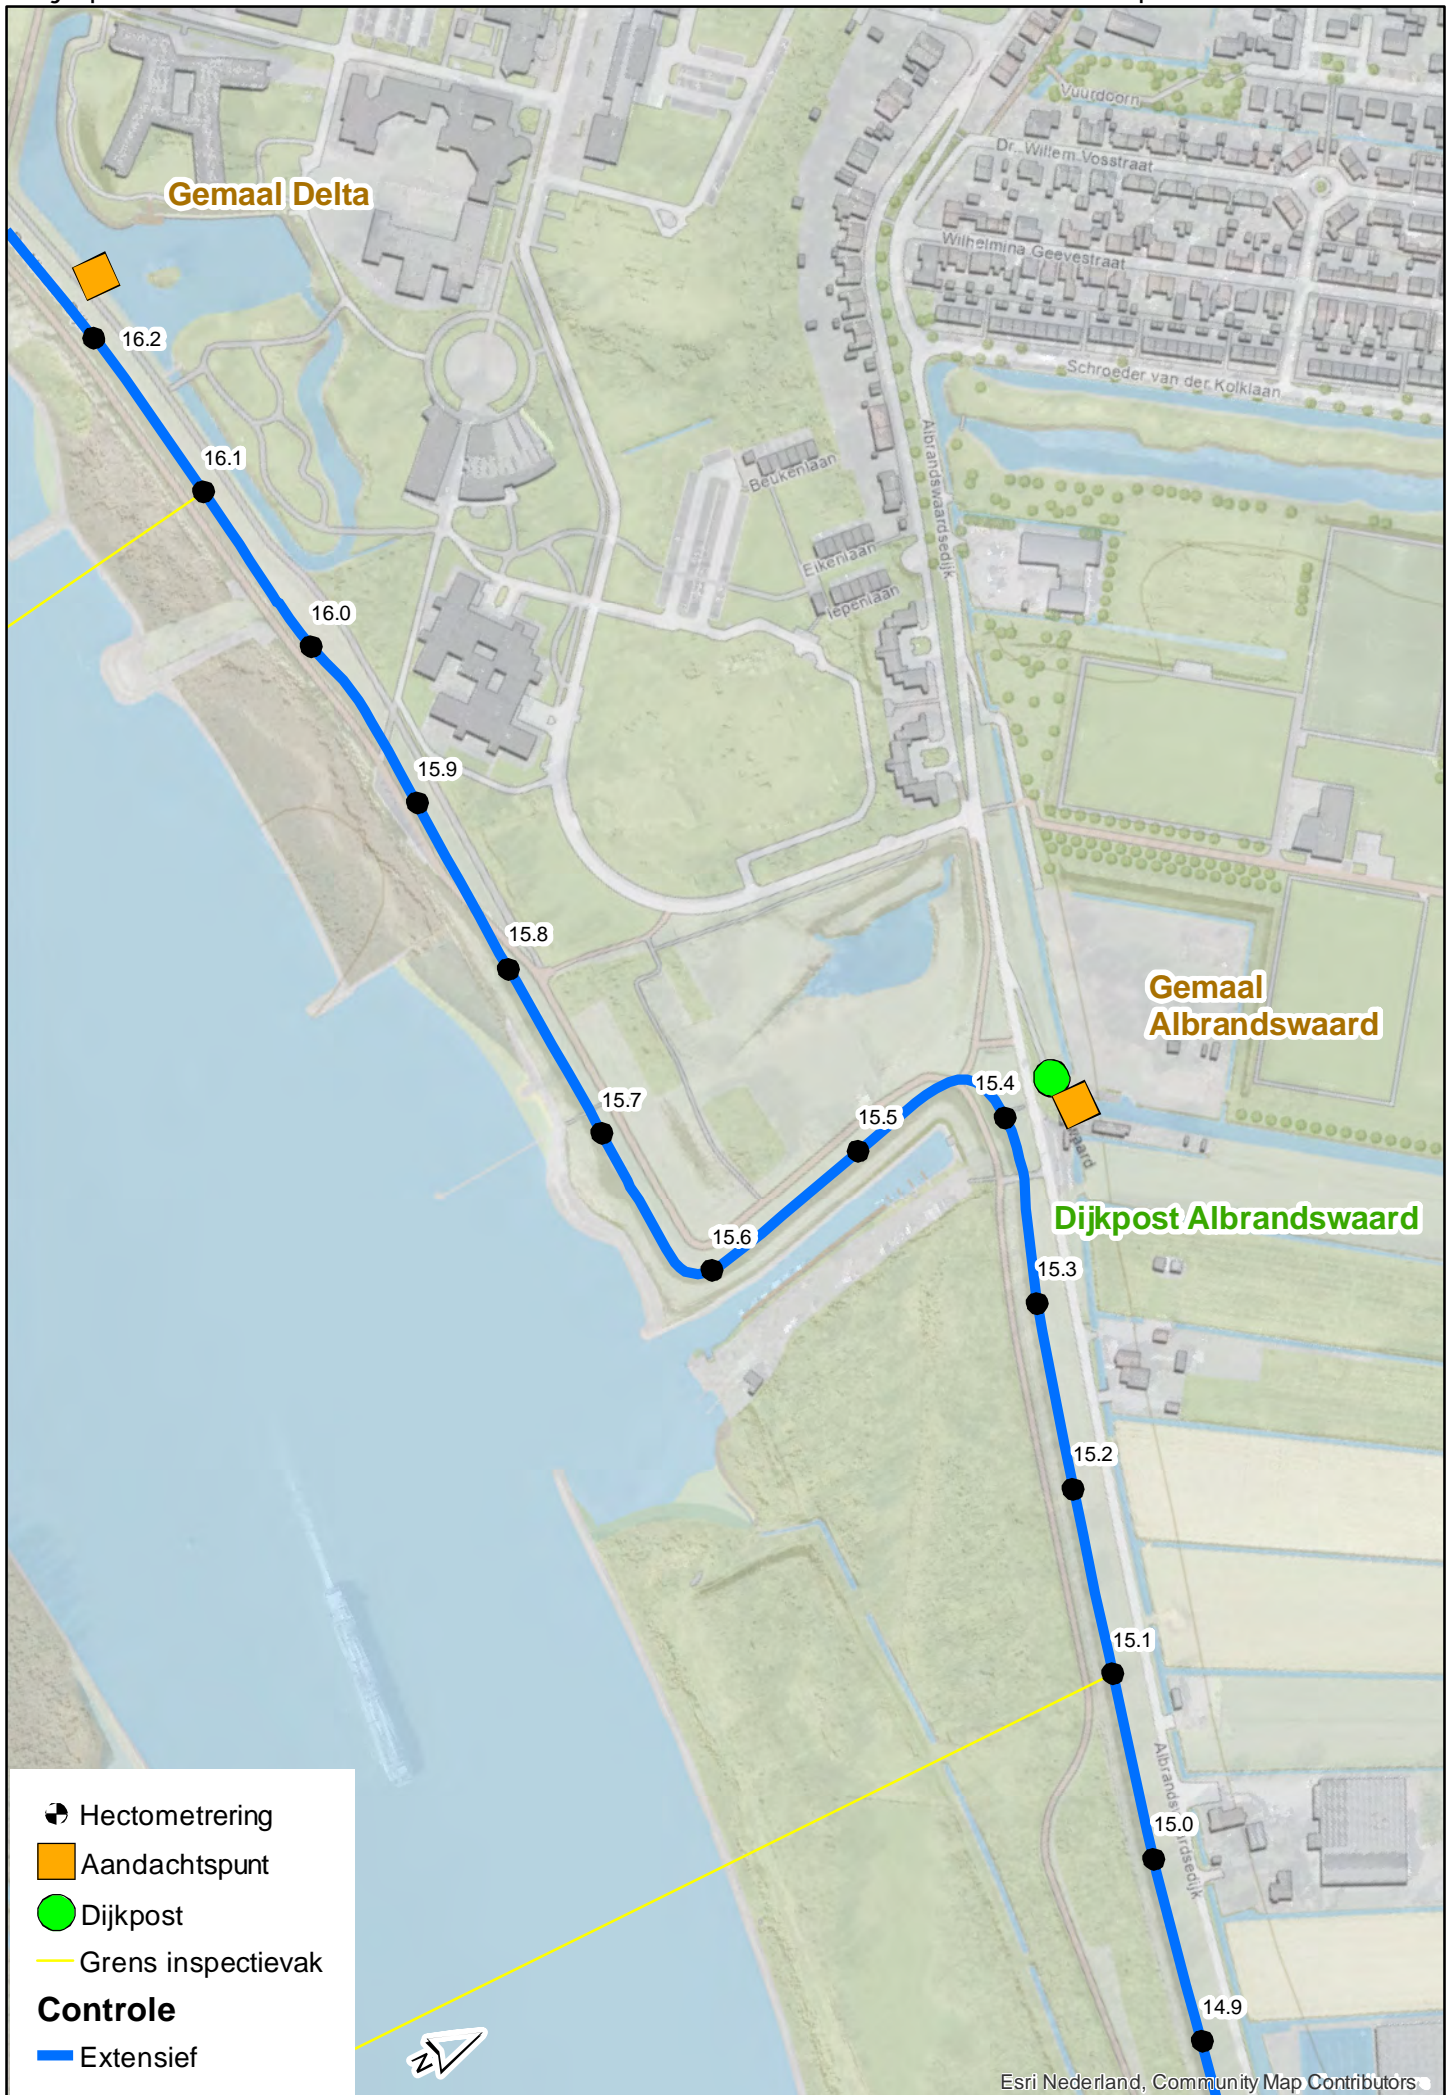 Vuurdoorn
Dr. Willem Vosstraat
Gemaal Delta
Wilhelmina Geevestraat
16.2
Schroeder van der Kolklaan
Albrandswaardsedijk
16.1
Beukenlaan
Eikenlaan
Iepenlaan
16.0
15.9
15.8
Gemaal
Albrandswaard
15.4
15.7
15.5
Dijkpost Albrandswaard
15.6
15.3
15.2
15.1
Albrandswaardsedijk
15.0
14.9
Hectometrering
Aandachtspunt
Dijkpost
Grens inspectievak
Controle
Extensief
N
Esri Nederland, Community Map Contributors